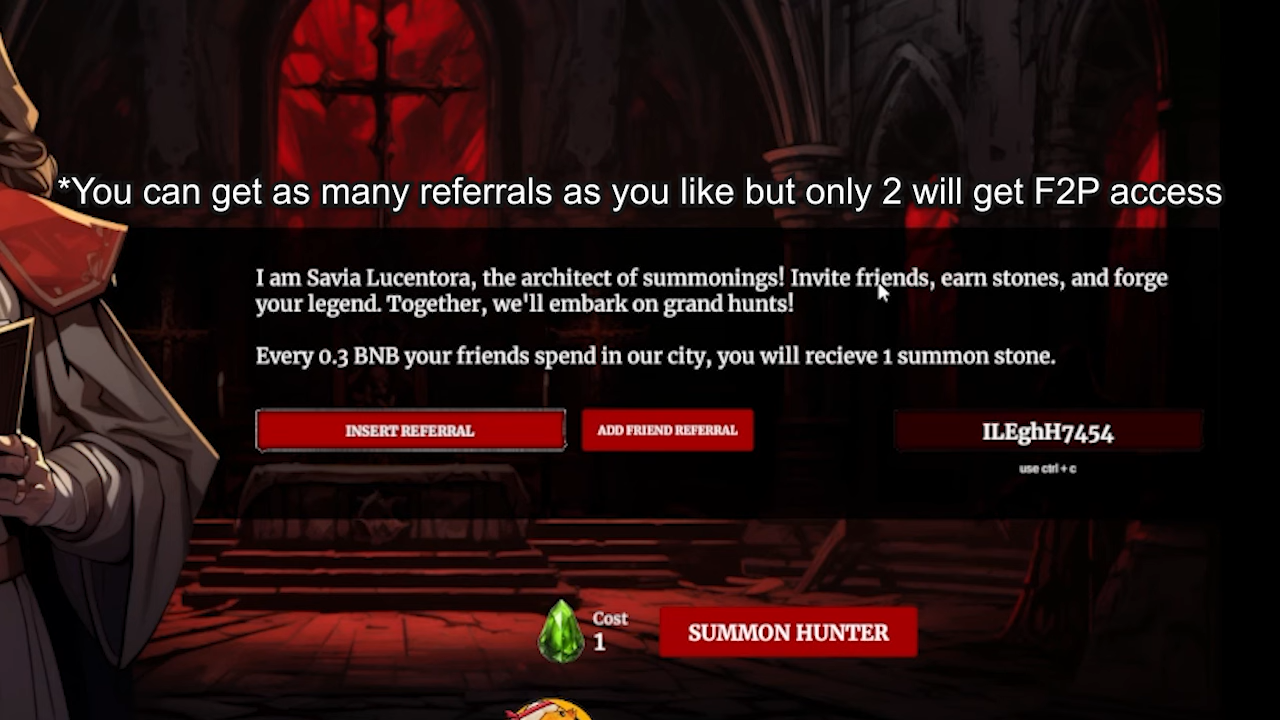 *You can get as many referrals as you like but only 2 will get F2P access
I am Savia Lucentora, the architect of summonings! Invite friends, earn stones, and forge
your legend. Together, we'll embark on grand hunts!
Every 0.3 BNB your friends spend in our city, you will recieve 1 summon stone.
INSERT REFERRAL
ADD FRIEND REFERRAL
ILEghH7454
use ctrl + c
Cost
1
SUMMON HUNTER